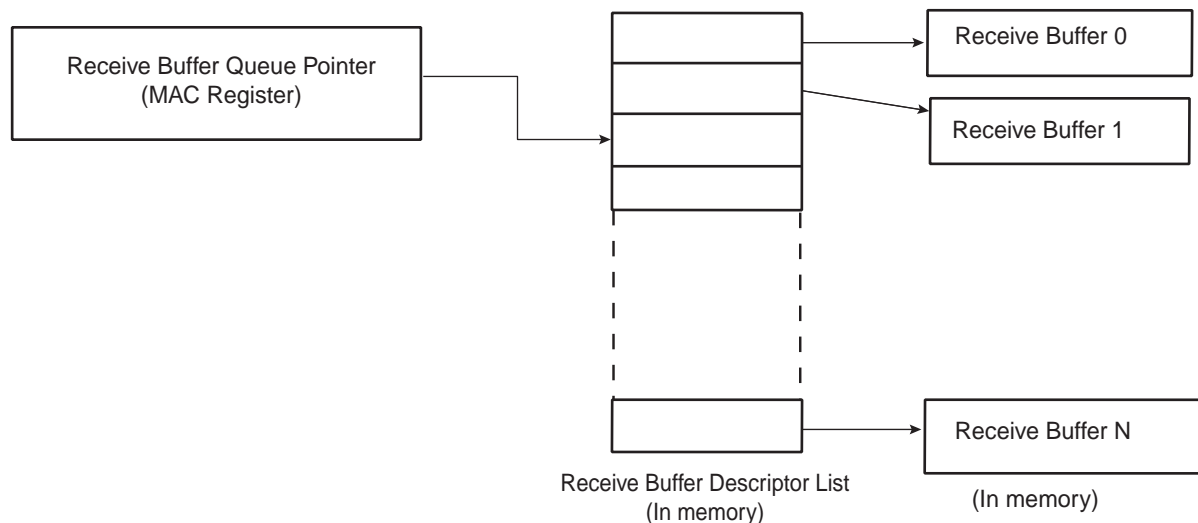 Receive Buffer Queue Pointer
(MAC Register)
Receive Buffer 0
Receive Buffer 1
Receive Buffer N
Receive Buffer Descriptor List
(In memory)
(In memory)